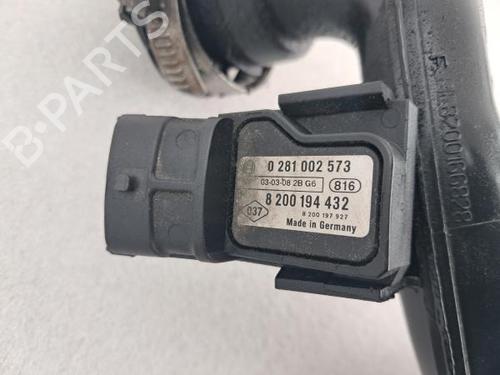 B-PARTS
0 281 002 573
03-03-08 2B G6 816
8 200 194 432
037 8 200 197 927
Made in Germany